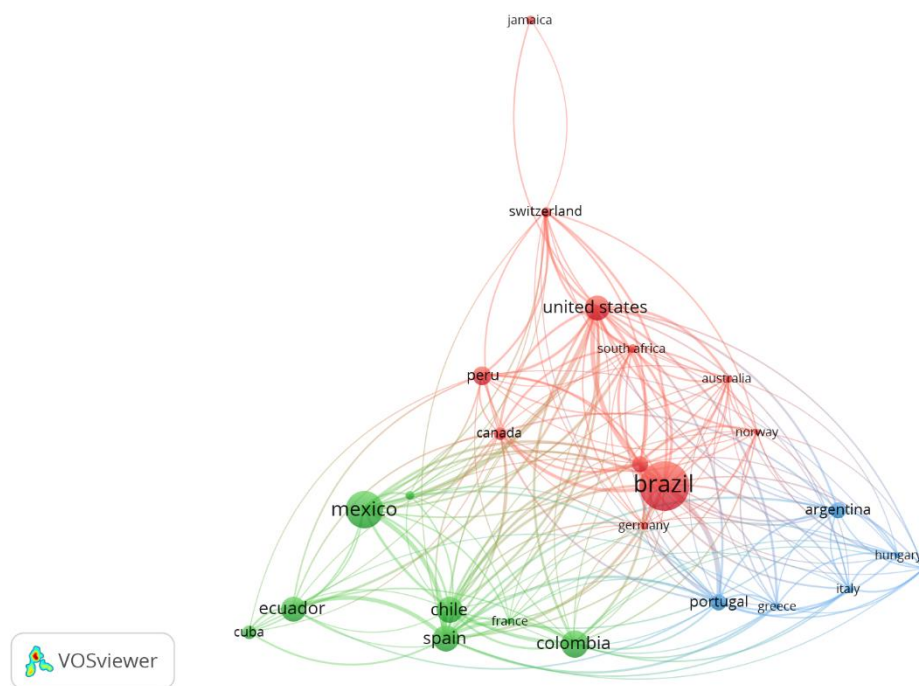 jamaica
switzerland
united states
south africa
peru
australia
canada
norway
brazil
mexico
argentina
germany
hungary
italy
portugal
greece
ecuador
chile
france
cuba
spain
colombia
VOSviewer